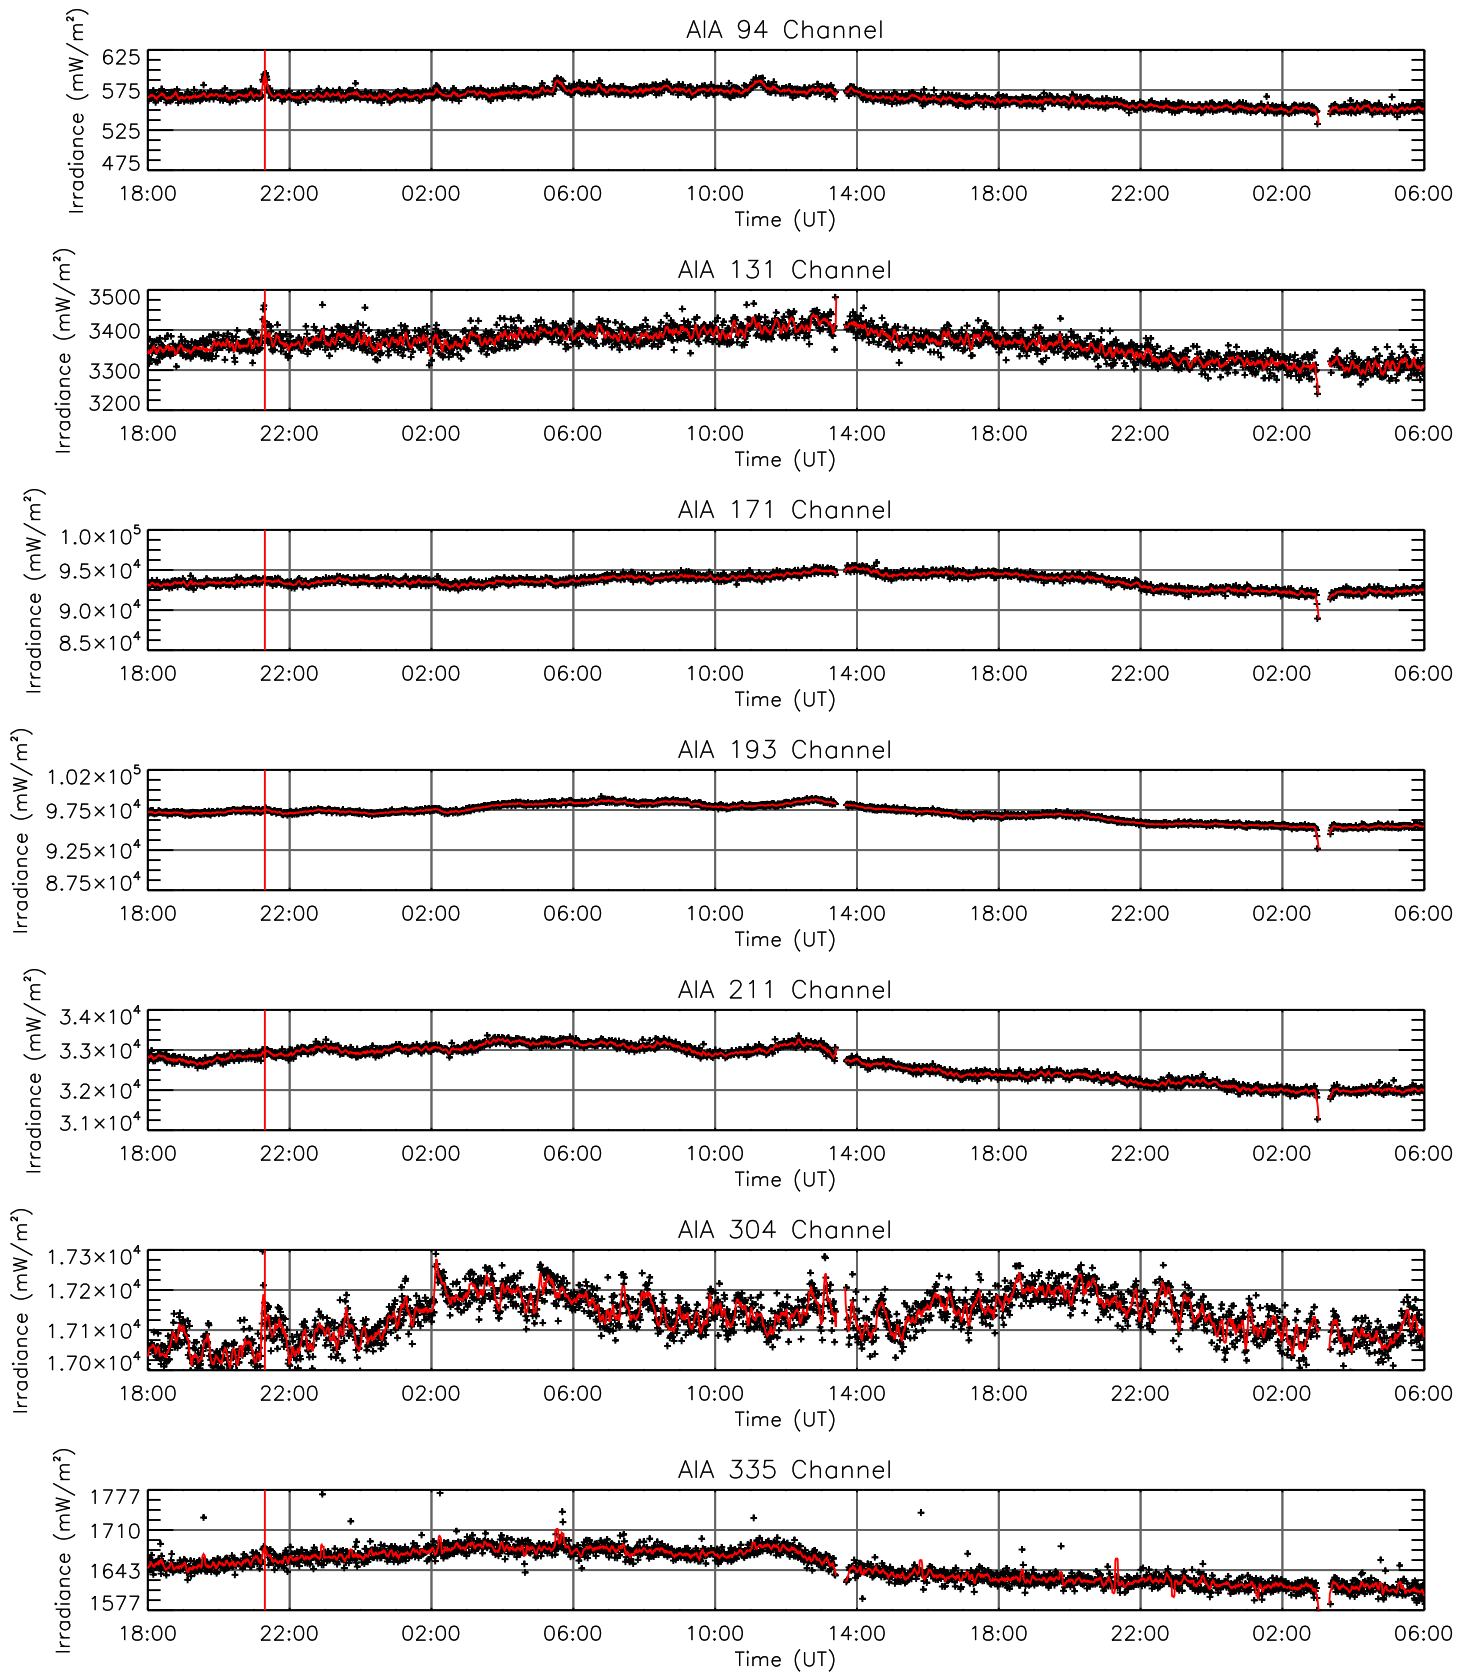 AIA 94 Channel
Irradiance (mW/m²)
625
575
525
475
18:00 22:00 02:00 06:00 10:00 14:00 18:00 22:00 02:00 06:00
Time (UT)
AIA 131 Channel
Irradiance (mW/m²)
3500
3400
3300
3200
18:00 22:00 02:00 06:00 10:00 14:00 18:00 22:00 02:00 06:00
Time (UT)
AIA 171 Channel
Irradiance (mW/m²)
1.0×10⁵
9.5×10⁴
9.0×10⁴
8.5×10⁴
18:00 22:00 02:00 06:00 10:00 14:00 18:00 22:00 02:00 06:00
Time (UT)
AIA 193 Channel
Irradiance (mW/m²)
1.02×10⁵
9.75×10⁴
9.25×10⁴
8.75×10⁴
18:00 22:00 02:00 06:00 10:00 14:00 18:00 22:00 02:00 06:00
Time (UT)
AIA 211 Channel
Irradiance (mW/m²)
3.4×10⁴
3.3×10⁴
3.2×10⁴
3.1×10⁴
18:00 22:00 02:00 06:00 10:00 14:00 18:00 22:00 02:00 06:00
Time (UT)
AIA 304 Channel
Irradiance (mW/m²)
1.73×10⁴
1.72×10⁴
1.71×10⁴
1.70×10⁴
18:00 22:00 02:00 06:00 10:00 14:00 18:00 22:00 02:00 06:00
Time (UT)
AIA 335 Channel
Irradiance (mW/m²)
1777
1710
1643
1577
18:00 22:00 02:00 06:00 10:00 14:00 18:00 22:00 02:00 06:00
Time (UT)